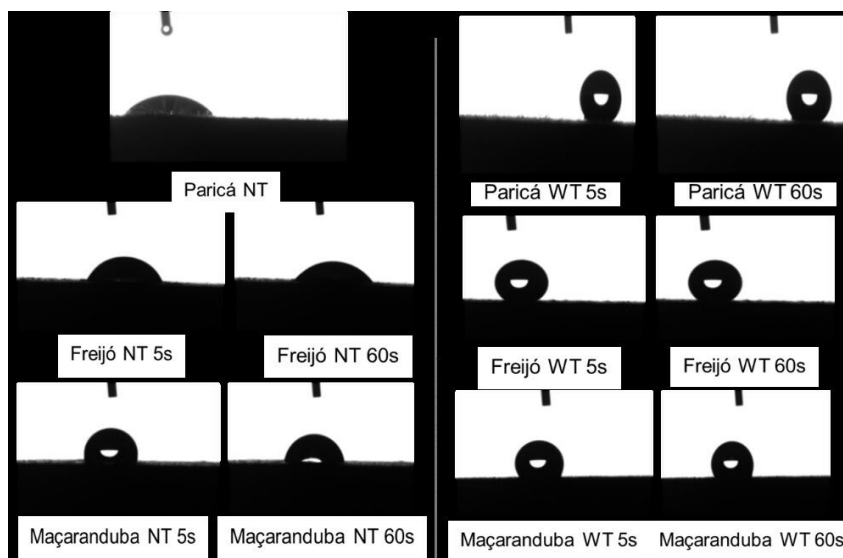 Paricá NT
Paricá WT 5s
Paricá WT 60s
Freijó NT 5s
Freijó NT 60s
Freijó WT 5s
Freijó WT 60s
Maçaranduba NT 5s
Maçaranduba NT 60s
Maçaranduba WT 5s
Maçaranduba WT 60s